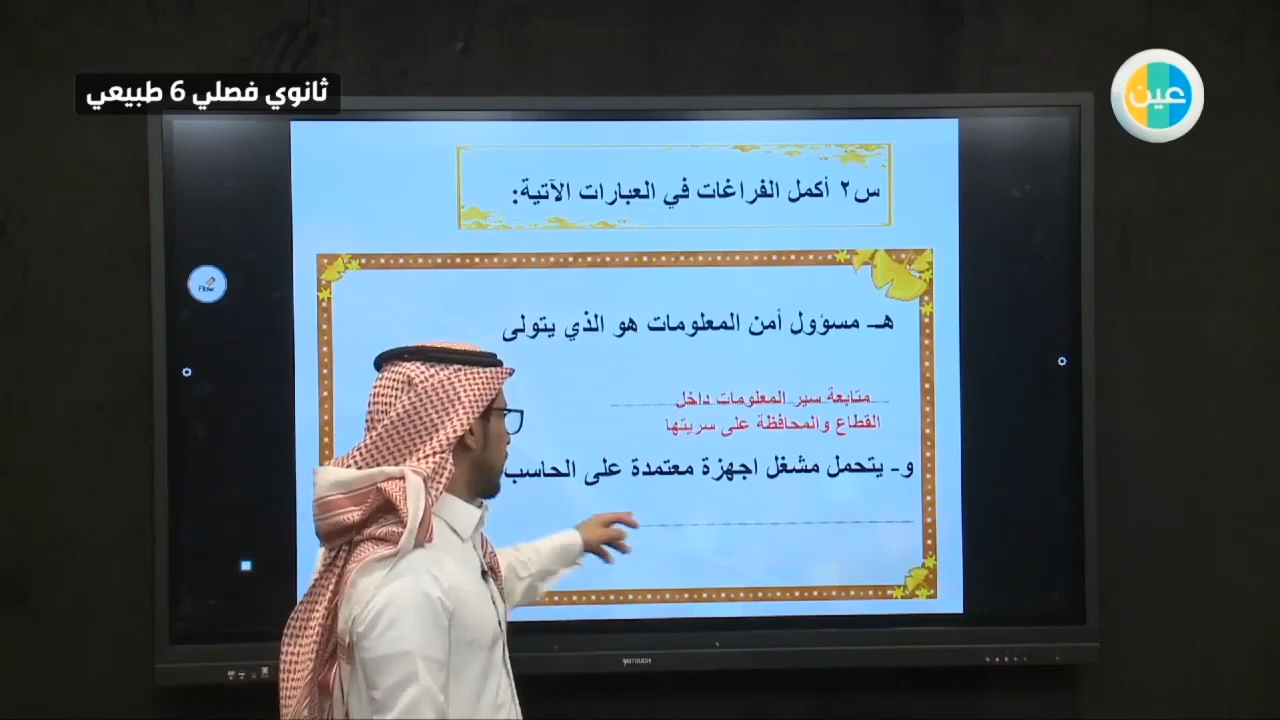 ثانوي فصلي 6 طبيعي
عين
س٢ أكمل الفراغات في العبارات الآتية:
هـ- مسؤول أمن المعلومات هو الذي يتولى
متابعة سير المعلومات داخل
القطاع والمحافظة على سريتها
و- يتحمل مشغل اجهزة معتمدة على الحاسب
Flow